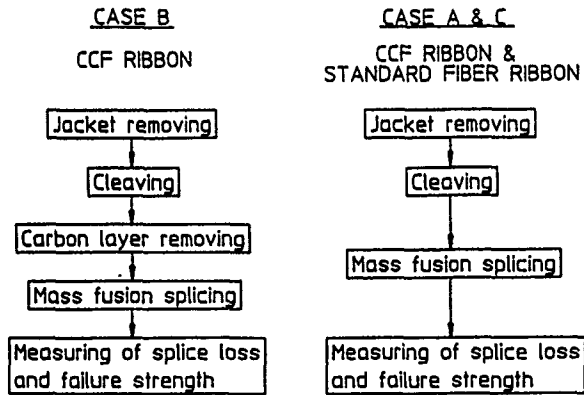 CASE B
CCF RIBBON
Jacket removing
Cleaving
Carbon layer removing
Mass fusion splicing
Measuring of splice loss
and failure strength
CASE A & C
CCF RIBBON &
STANDARD FIBER RIBBON
Jacket removing
Cleaving
Mass fusion splicing
Measuring of splice loss
and failure strength